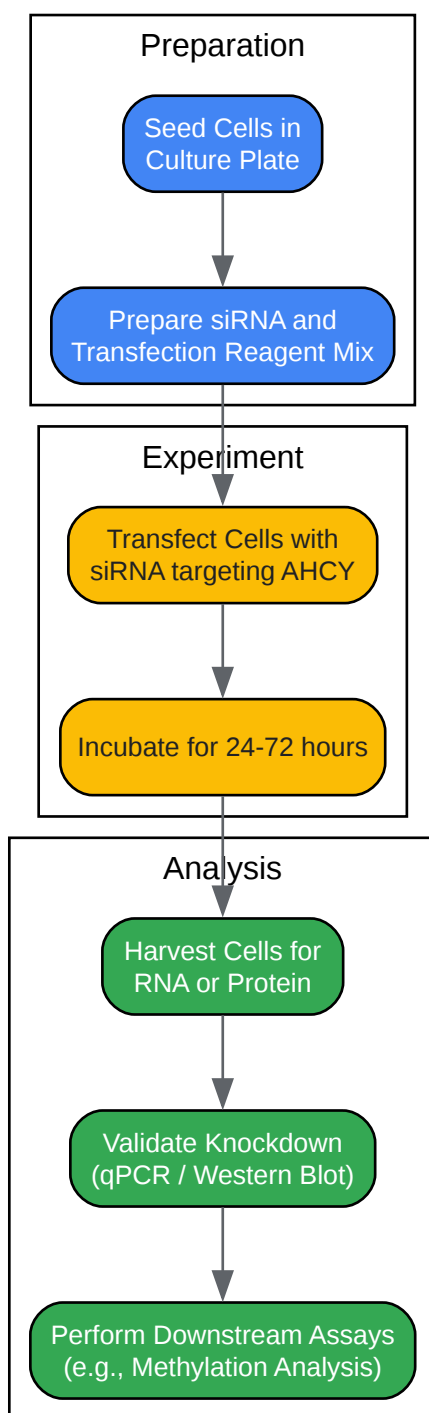 Preparation
Seed Cells in
Culture Plate
Prepare siRNA and
Transfection Reagent Mix
Experiment
Transfect Cells with
siRNA targeting AHCY
Incubate for 24-72 hours
Analysis
Harvest Cells for
RNA or Protein
Validate Knockdown
(qPCR / Western Blot)
Perform Downstream Assays
(e.g., Methylation Analysis)